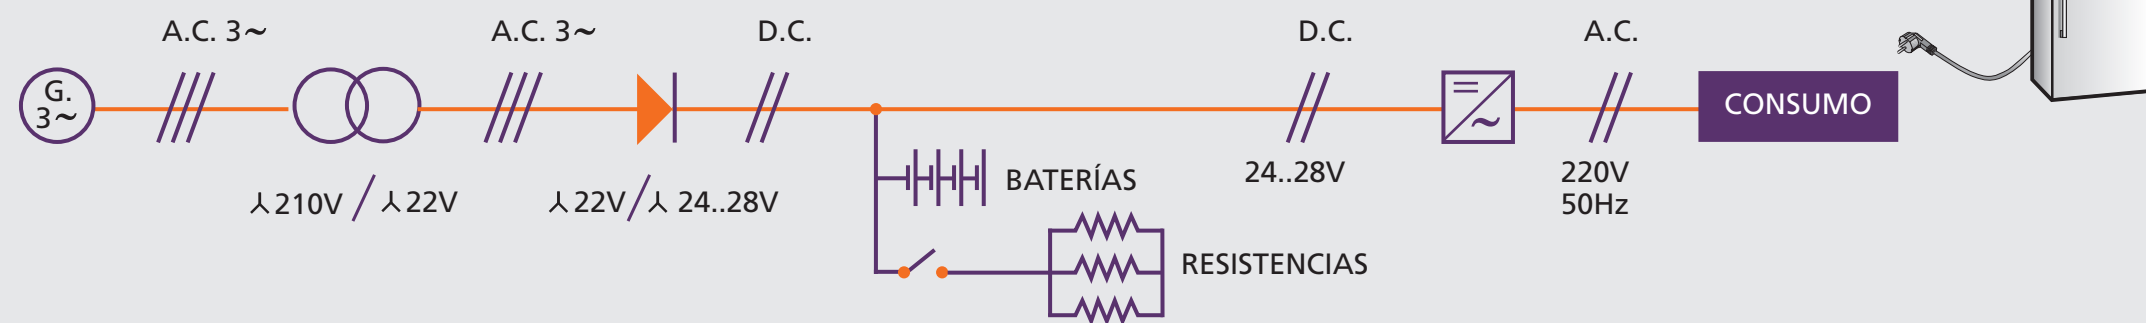 A.C. 3~
A.C. 3~
D.C.
D.C.
A.C.
G.
3~
CONSUMO
⅄210V / ⅄22V
⅄22V/⅄ 24..28V
BATERÍAS
24..28V
220V
50Hz
RESISTENCIAS